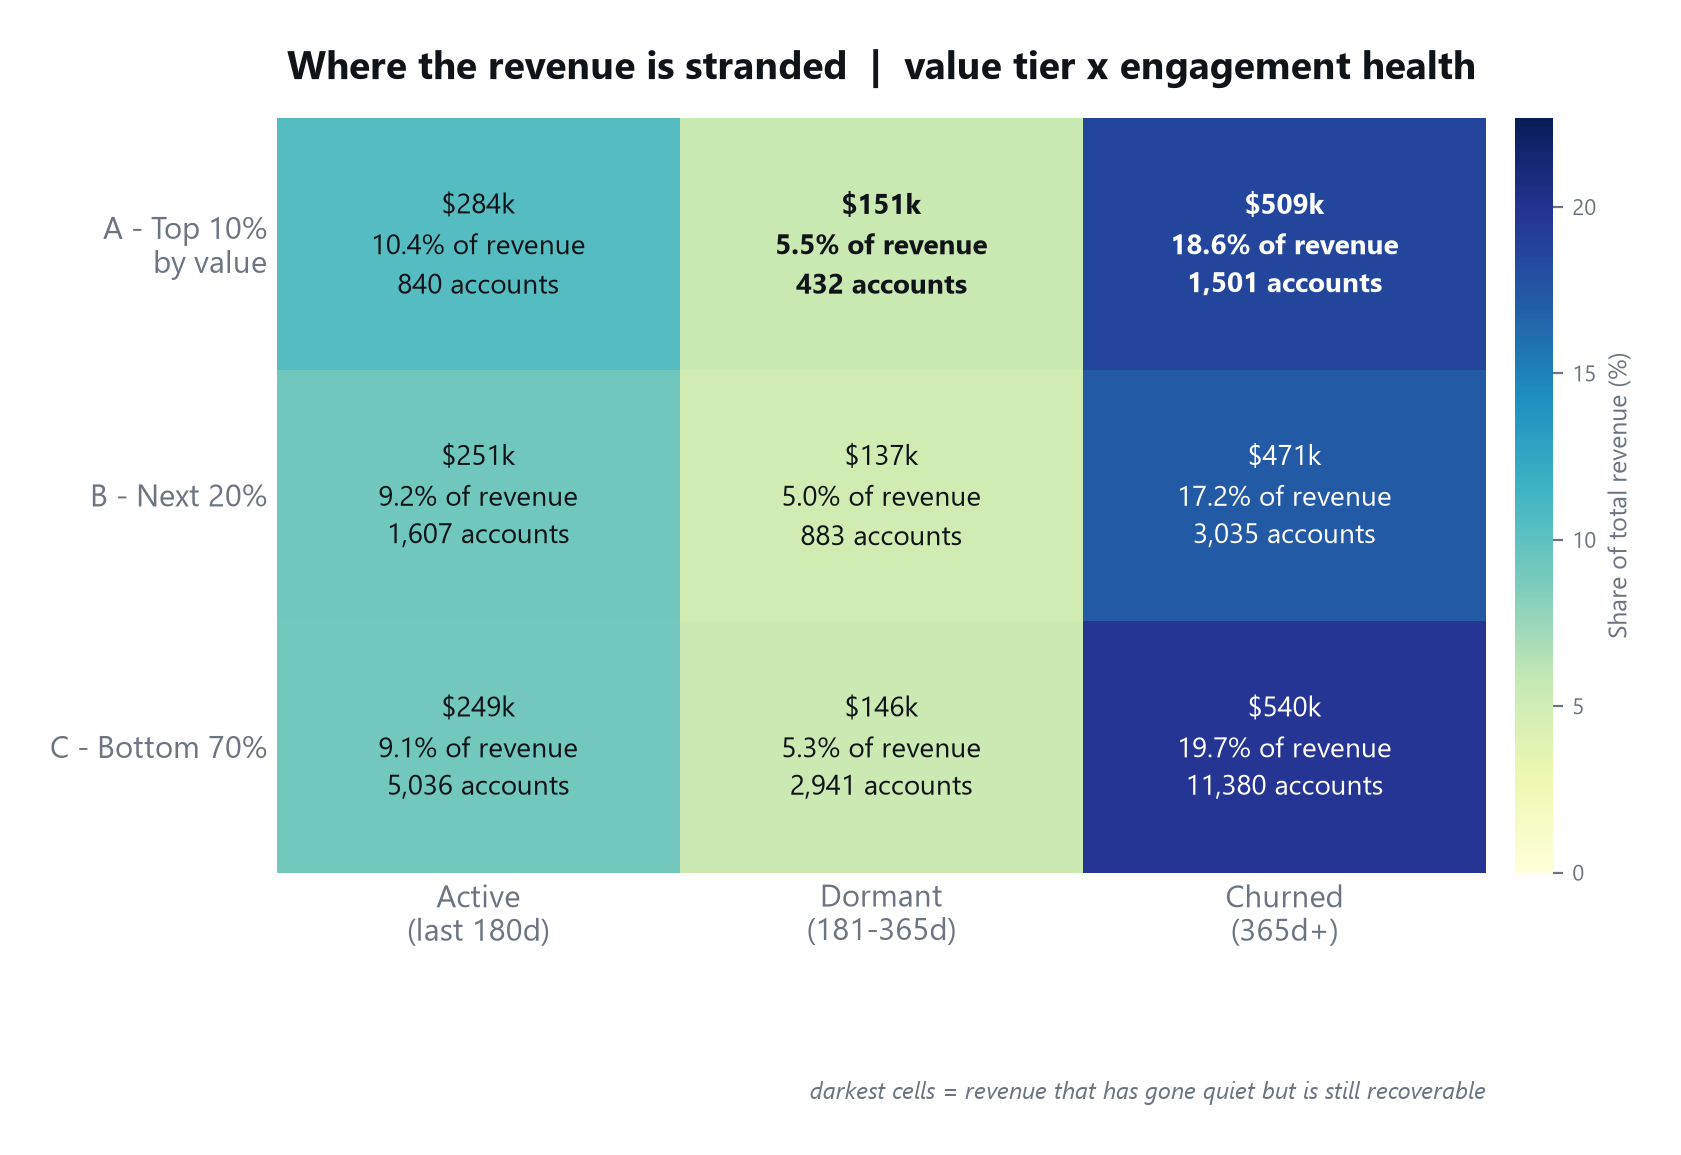 Where the revenue is stranded | value tier x engagement health
A - Top 10%
by value
$284k
10.4% of revenue
840 accounts
$151k
5.5% of revenue
432 accounts
$509k
18.6% of revenue
1,501 accounts
B - Next 20%
$251k
9.2% of revenue
1,607 accounts
$137k
5.0% of revenue
883 accounts
$471k
17.2% of revenue
3,035 accounts
C - Bottom 70%
$249k
9.1% of revenue
5,036 accounts
$146k
5.3% of revenue
2,941 accounts
$540k
19.7% of revenue
11,380 accounts
Active
(last 180d)
Dormant
(181-365d)
Churned
(365d+)
20
15
10
5
0
Share of total revenue (%)
darkest cells = revenue that has gone quiet but is still recoverable